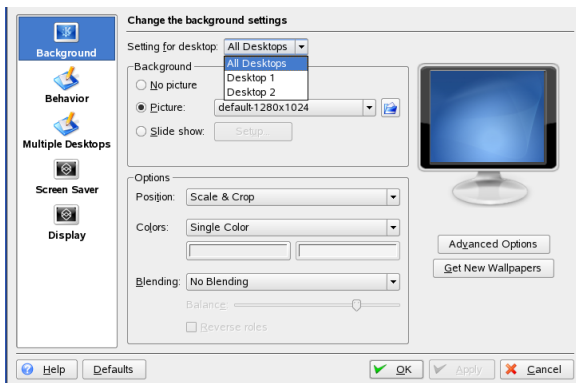 Background
Behavior
Multiple Desktops
Screen Saver
Display
Change the background settings
Setting for desktop: All Desktops
All Desktops
Desktop 1
Desktop 2
Background
No picture
Picture: default-1280x1024
Slide show: Setup...
Options
Position: Scale & Crop
Colors: Single Color
Blending: No Blending
Balance:
Reverse roles
Advanced Options
Get New Wallpapers
Help Defaults OK Apply Cancel